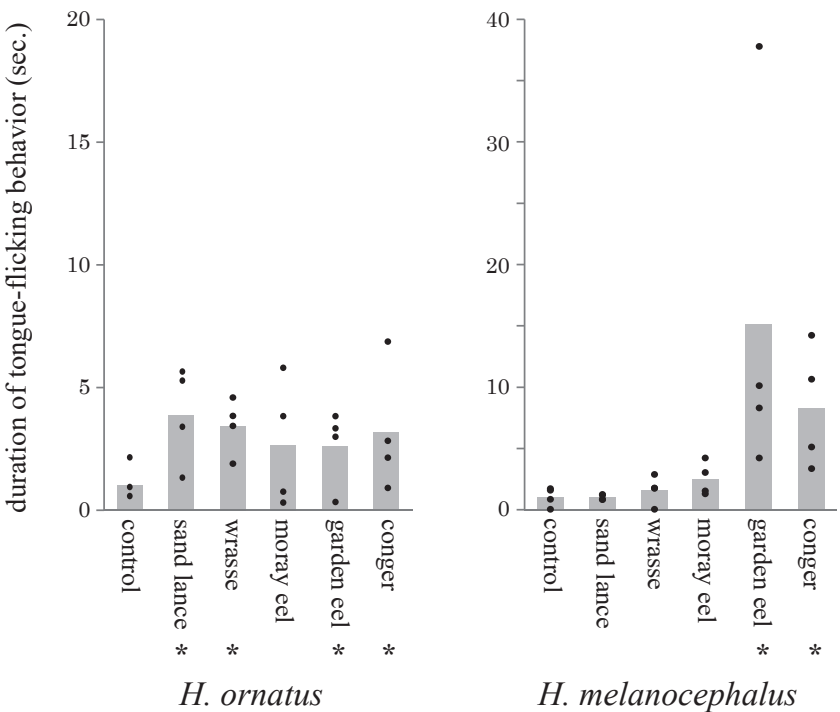 duration of tongue-flicking behavior (sec.)
20
15
10
5
0
control
sand lance *
wrasse *
moray eel
garden eel *
conger *
H. ornatus
40
30
20
10
0
control
sand lance
wrasse
moray eel
garden eel *
conger *
H. melanocephalus